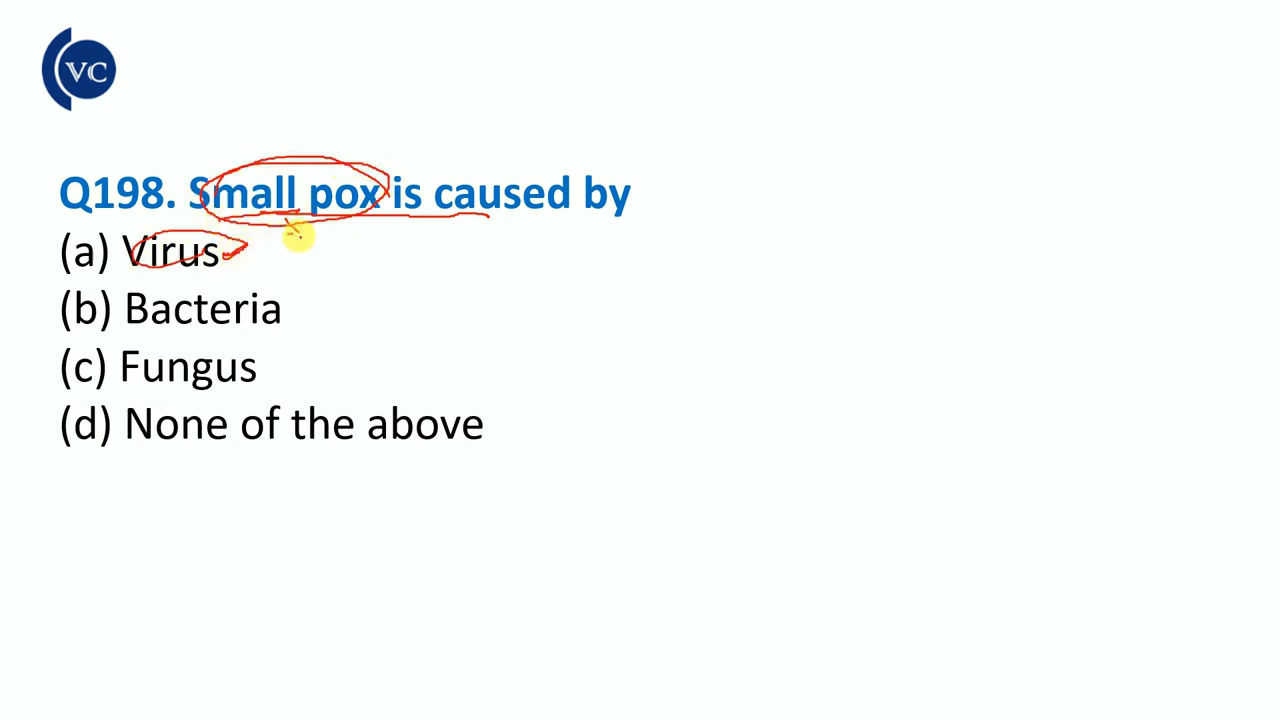 VC
Q198. Small pox is caused by
(a) Virus
(b) Bacteria
(c) Fungus
(d) None of the above